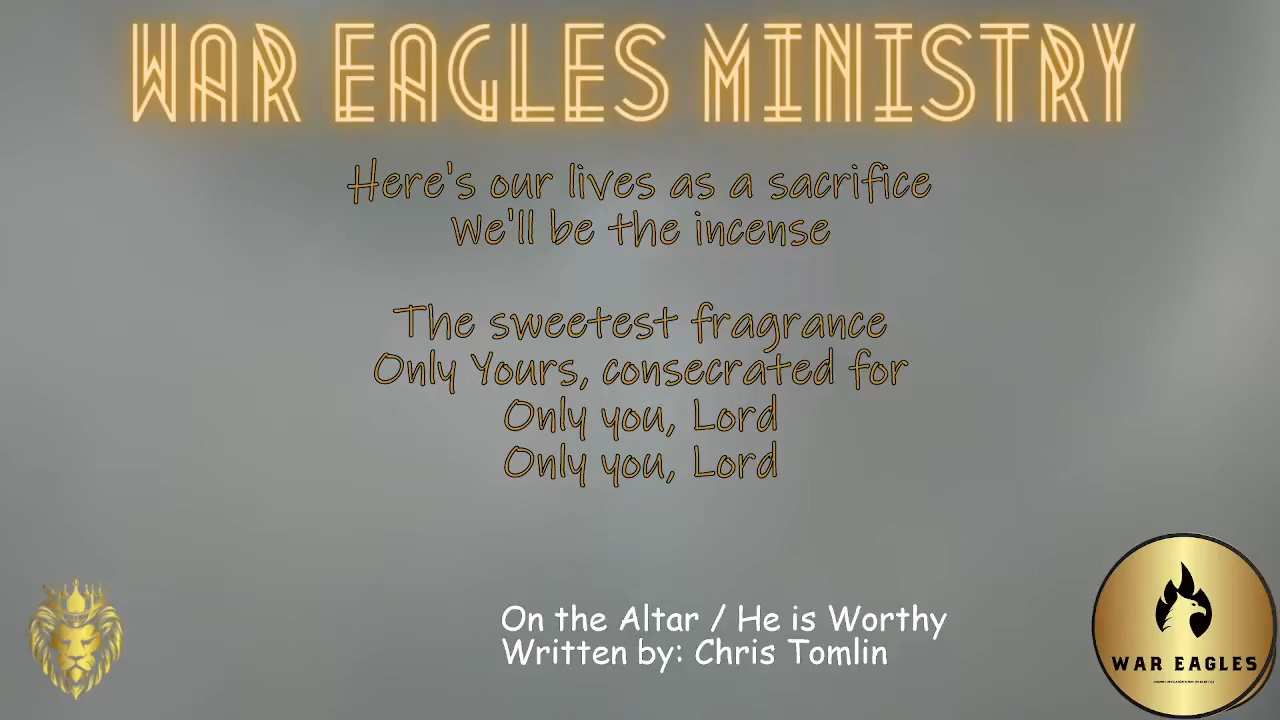 WAR EAGLES MINISTRY
Here's our lives as a sacrifice
We'll be the incense
The sweetest fragrance
Only Yours, consecrated for
Only you, Lord
Only you, Lord
On the Altar / He is Worthy
Written by: Chris Tomlin
WAR EAGLES